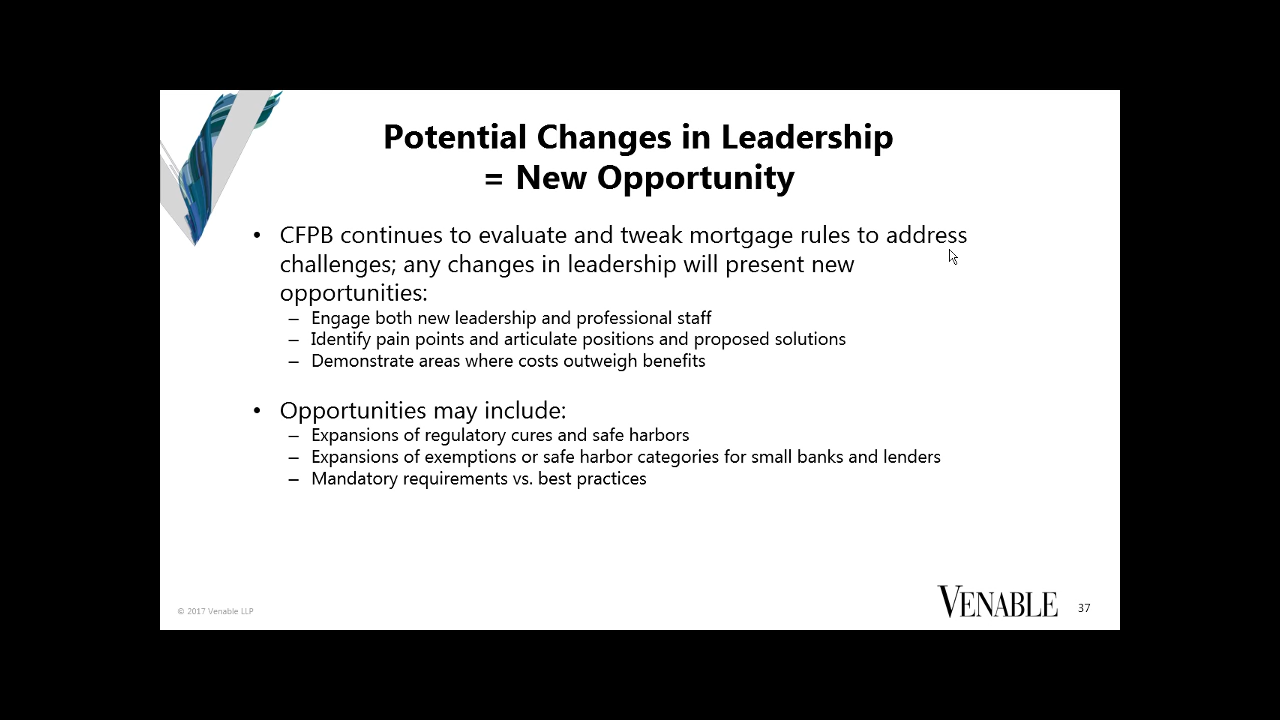 Potential Changes in Leadership
= New Opportunity
• CFPB continues to evaluate and tweak mortgage rules to address
challenges; any changes in leadership will present new
opportunities:
– Engage both new leadership and professional staff
– Identify pain points and articulate positions and proposed solutions
– Demonstrate areas where costs outweigh benefits
• Opportunities may include:
– Expansions of regulatory cures and safe harbors
– Expansions of exemptions or safe harbor categories for small banks and lenders
– Mandatory requirements vs. best practices
© 2017 Venable LLP
VENABLE
37